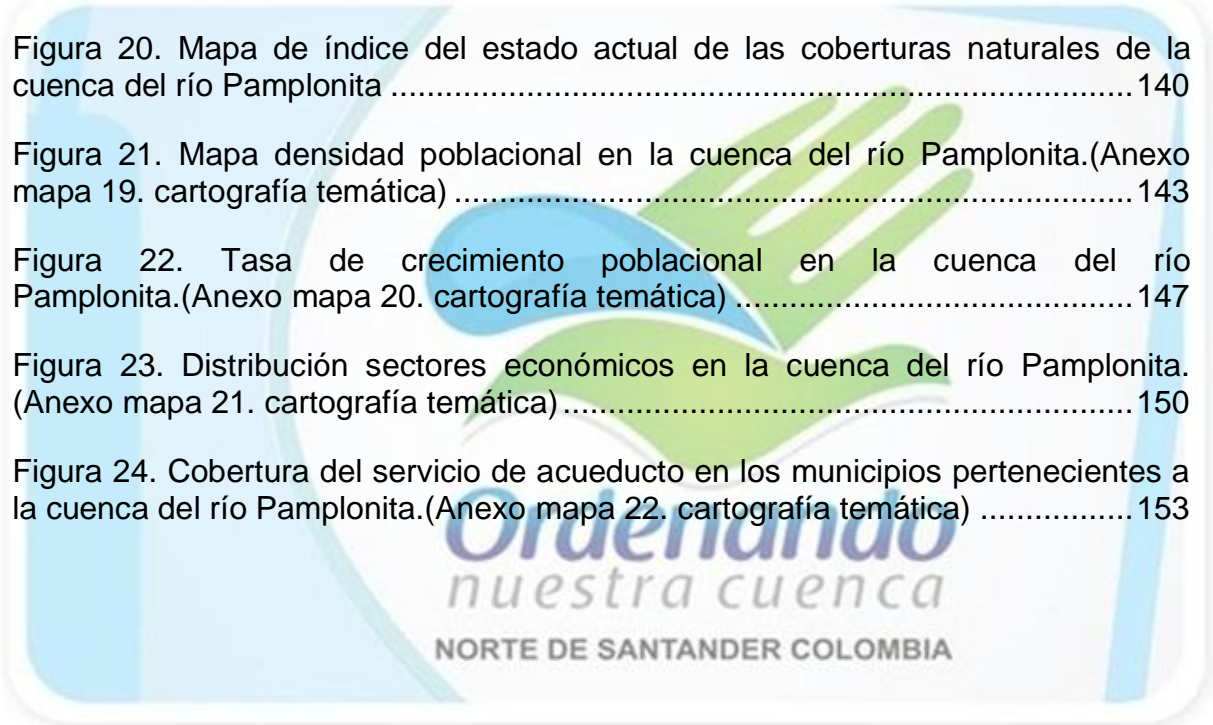 Figura 20. Mapa de índice del estado actual de las coberturas naturales de la
cuenca del río Pamplonita ........................................................................... 140
Figura 21. Mapa densidad poblacional en la cuenca del río Pamplonita.(Anexo
mapa 19. cartografía temática) .................................................................... 143
Figura 22. Tasa de crecimiento poblacional en la cuenca del río
Pamplonita.(Anexo mapa 20. cartografía temática) ........................................ 147
Figura 23. Distribución sectores económicos en la cuenca del río Pamplonita.
(Anexo mapa 21. cartografía temática) .......................................................... 150
Figura 24. Cobertura del servicio de acueducto en los municipios pertenecientes a
la cuenca del río Pamplonita.(Anexo mapa 22. cartografía temática) ................. 153
Ordenando
nuestra cuenca
NORTE DE SANTANDER COLOMBIA